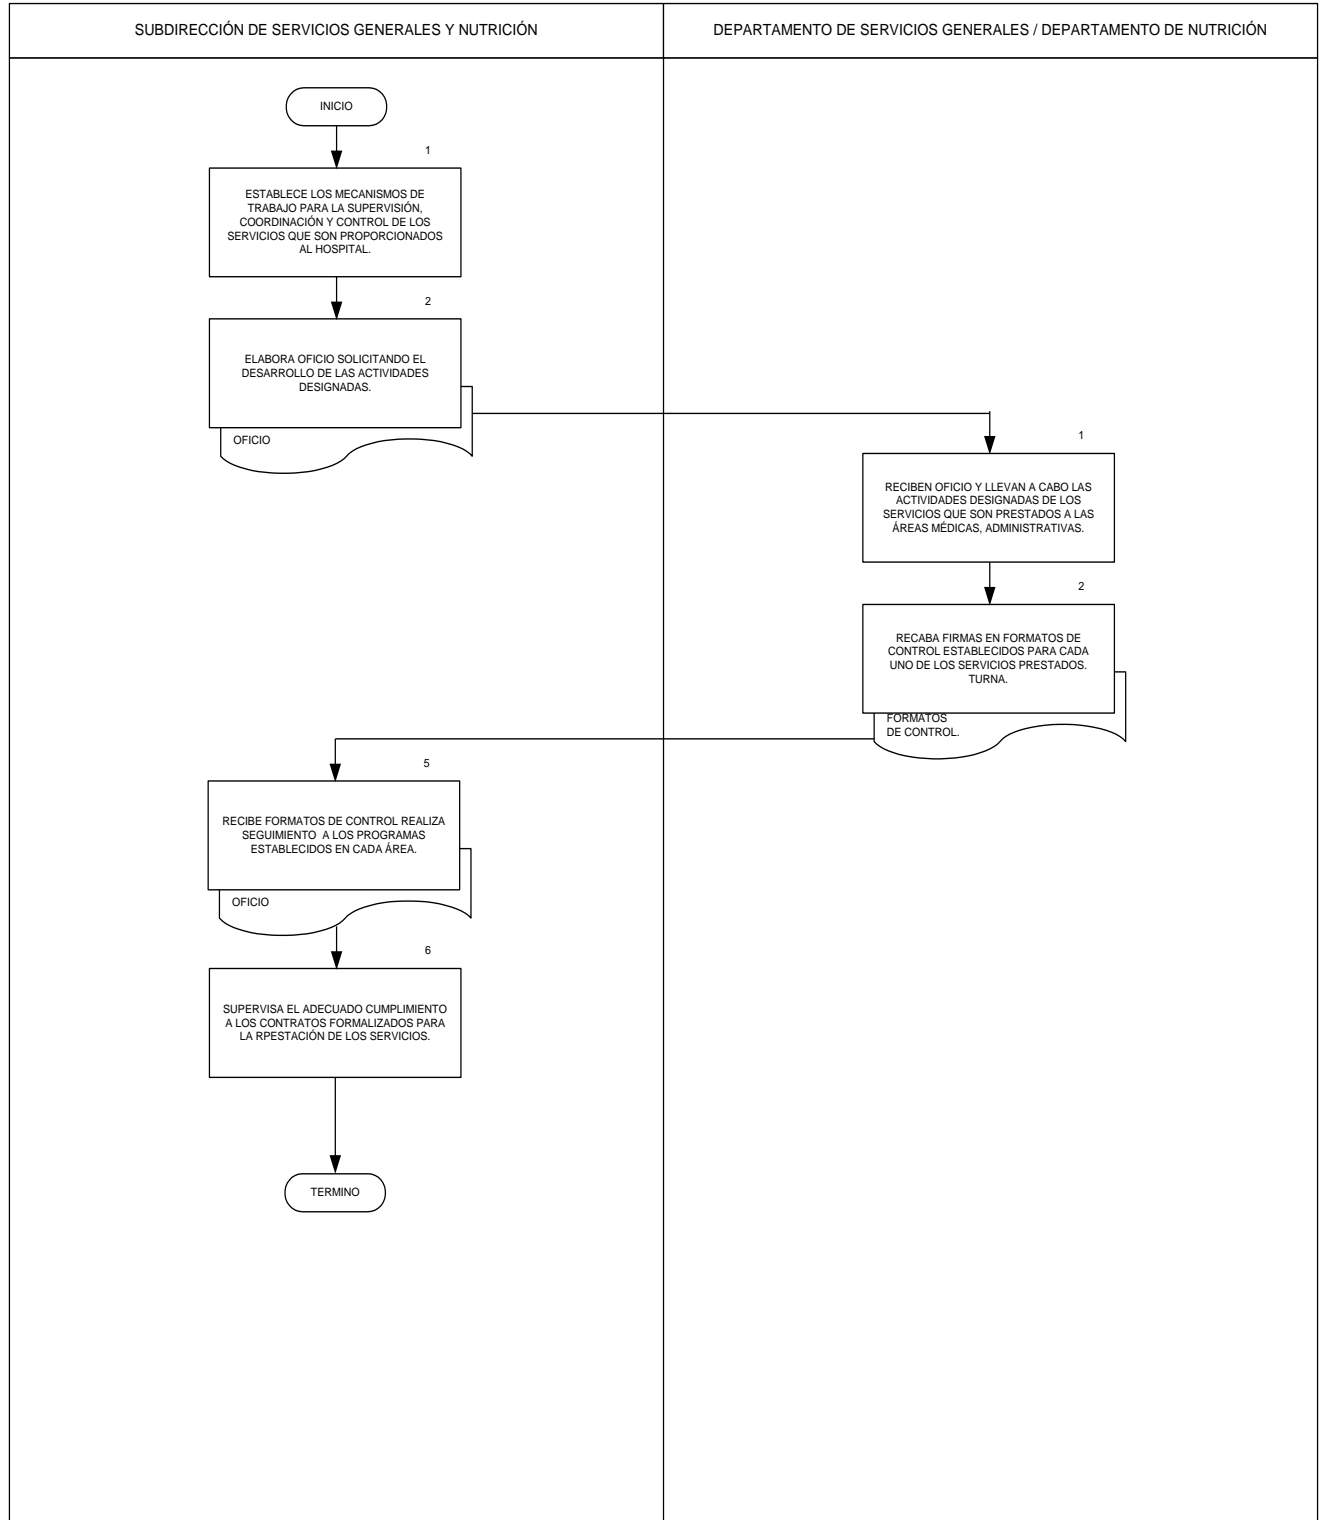 SUBDIRECCIÓN DE SERVICIOS GENERALES Y NUTRICIÓN
DEPARTAMENTO DE SERVICIOS GENERALES / DEPARTAMENTO DE NUTRICIÓN
INICIO
1
ESTABLECE LOS MECANISMOS DE
TRABAJO PARA LA SUPERVISIÓN,
COORDINACIÓN Y CONTROL DE LOS
SERVICIOS QUE SON PROPORCIONADOS
AL HOSPITAL.
2
ELABORA OFICIO SOLICITANDO EL
DESARROLLO DE LAS ACTIVIDADES
DESIGNADAS.
OFICIO
1
RECIBEN OFICIO Y LLEVAN A CABO LAS
ACTIVIDADES DESIGNADAS DE LOS
SERVICIOS QUE SON PRESTADOS A LAS
ÁREAS MÉDICAS, ADMINISTRATIVAS.
2
RECABA FIRMAS EN FORMATOS DE
CONTROL ESTABLECIDOS PARA CADA
UNO DE LOS SERVICIOS PRESTADOS.
TURNA.
FORMATOS
DE CONTROL.
5
RECIBE FORMATOS DE CONTROL REALIZA
SEGUIMIENTO A LOS PROGRAMAS
ESTABLECIDOS EN CADA ÁREA.
OFICIO
6
SUPERVISA EL ADECUADO CUMPLIMIENTO
A LOS CONTRATOS FORMALIZADOS PARA
LA RPESTACIÓN DE LOS SERVICIOS.
TERMINO